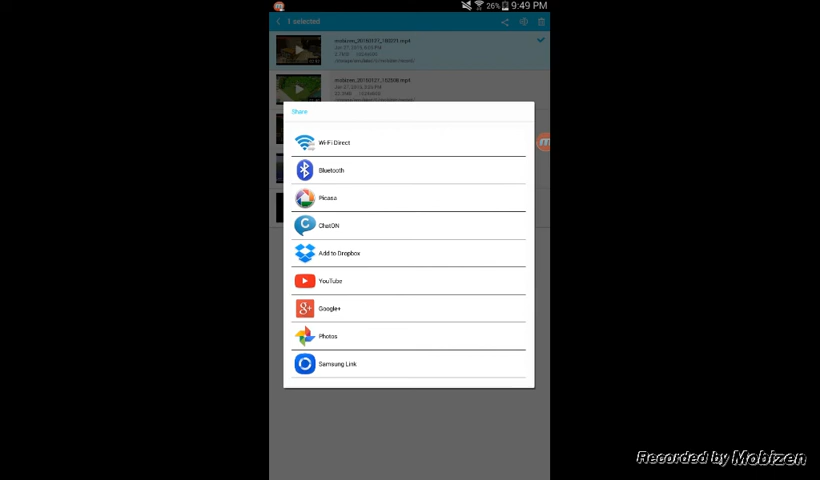 26% 9:49 PM
1 selected
Share
Wi-Fi Direct
Bluetooth
Picasa
ChatON
Add to Dropbox
YouTube
Google+
Photos
Samsung Link
Recorded by Mobizen